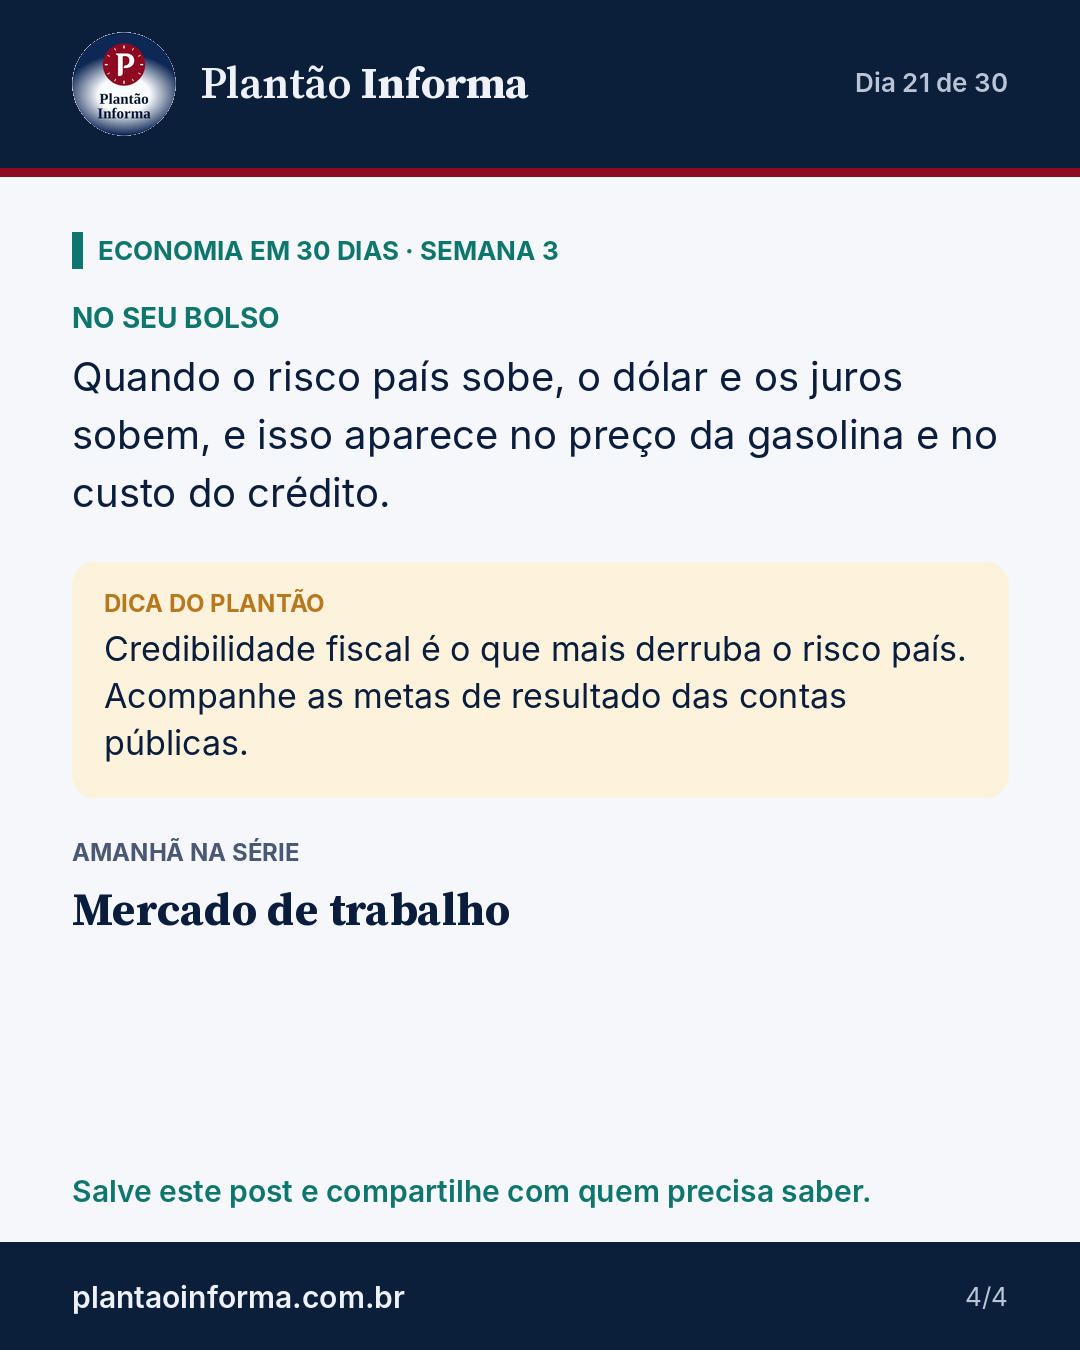 P
Plantão
Informa
Plantão Informa
Dia 21 de 30
ECONOMIA EM 30 DIAS · SEMANA 3
NO SEU BOLSO
Quando o risco país sobe, o dólar e os juros
sobem, e isso aparece no preço da gasolina e no
custo do crédito.
DICA DO PLANTÃO
Credibilidade fiscal é o que mais derruba o risco país.
Acompanhe as metas de resultado das contas
públicas.
AMANHÃ NA SÉRIE
Mercado de trabalho
Salve este post e compartilhe com quem precisa saber.
plantaoinforma.com.br
4/4